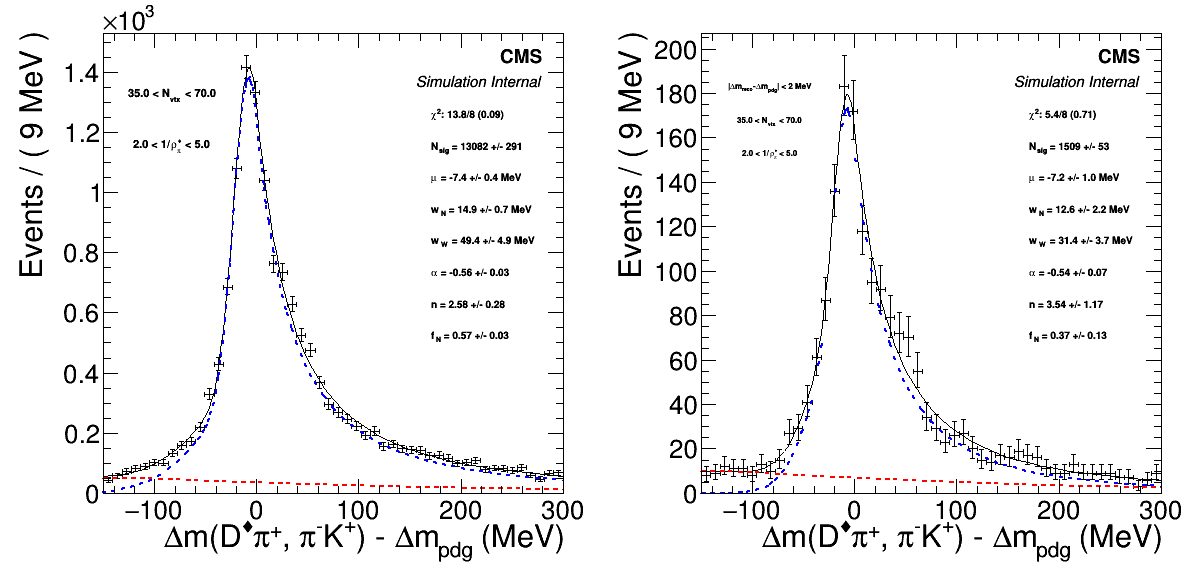 ×10³
Events / ( 9 MeV )
1.4
1.2
1
0.8
0.6
0.4
0.2
0
CMS
Simulation Internal
35.0 < N_vtx < 70.0
2.0 < 1/ρ_π^♦ < 5.0
χ²: 13.8/8 (0.09)
N_sig = 13082 +/- 291
μ = -7.4 +/- 0.4 MeV
w_N = 14.9 +/- 0.7 MeV
w_W = 49.4 +/- 4.9 MeV
α = -0.56 +/- 0.03
n = 2.58 +/- 0.28
f_N = 0.57 +/- 0.03
−100 0 100 200 300
Δm(D♦π⁺, π⁻K⁺) - Δm_pdg (MeV)
Events / ( 9 MeV )
200
180
160
140
120
100
80
60
40
20
0
CMS
Simulation Internal
|Δm_reco-Δm_pdg| < 2 MeV
35.0 < N_vtx < 70.0
2.0 < 1/ρ_π^♦ < 5.0
χ²: 5.4/8 (0.71)
N_sig = 1509 +/- 53
μ = -7.2 +/- 1.0 MeV
w_N = 12.6 +/- 2.2 MeV
w_W = 31.4 +/- 3.7 MeV
α = -0.54 +/- 0.07
n = 3.54 +/- 1.17
f_N = 0.37 +/- 0.13
−100 0 100 200 300
Δm(D♦π⁺, π⁻K⁺) - Δm_pdg (MeV)